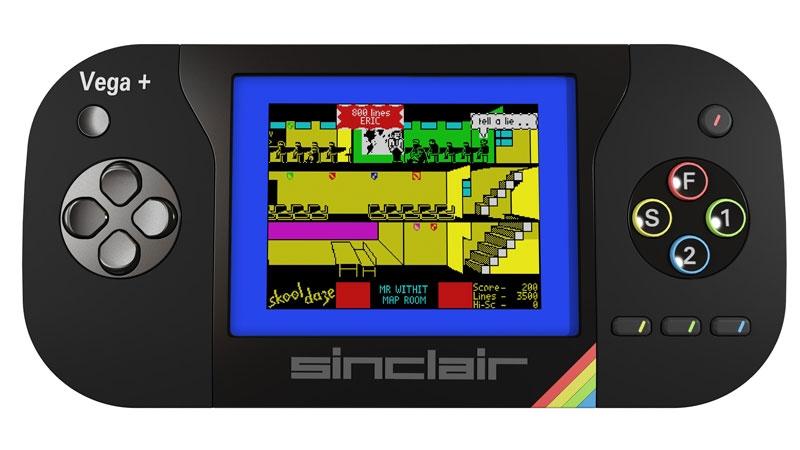 Vega +
800 lines
ERIC
tell a lie . .
F
S
1
2
skool daze
MR WITHIT
MAP ROOM
Score- 200
Lines- 3500
Hi-Sc- 0
sinclair